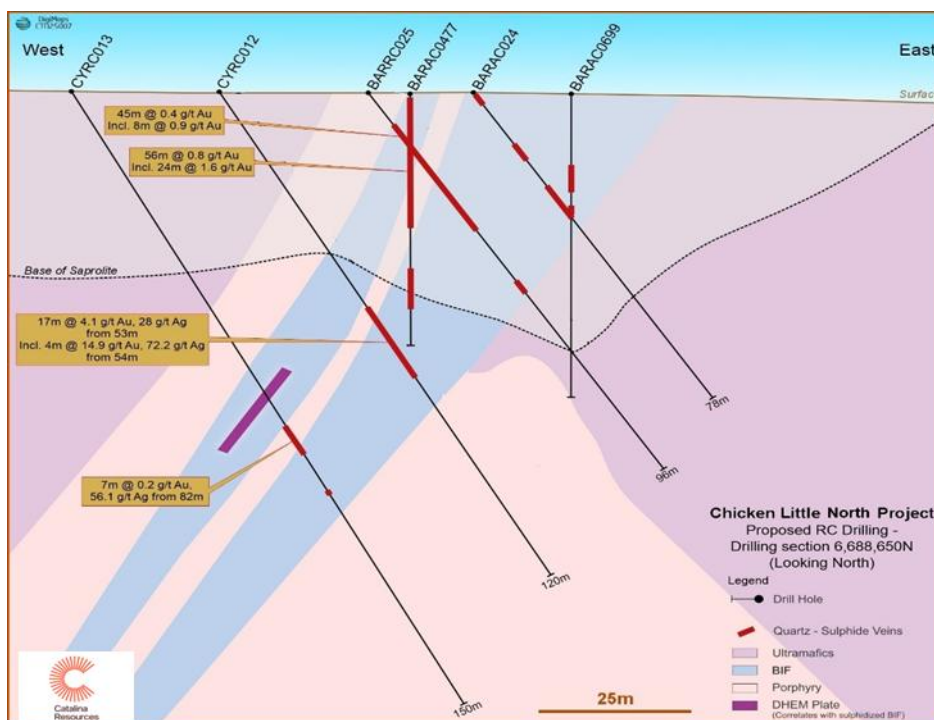 DigiMaps
CTD25007
West
East
Surfac
CYRC013
CYRC012
BARRC025
BARAC0477
BARAC024
BARAC0699
45m @ 0.4 g/t Au
Incl. 8m @ 0.9 g/t Au
56m @ 0.8 g/t Au
Incl. 24m @ 1.6 g/t Au
Base of Saprolite
17m @ 4.1 g/t Au, 28 g/t Ag
from 53m
Incl. 4m @ 14.9 g/t Au, 72.2 g/t Ag
from 54m
7m @ 0.2 g/t Au,
56.1 g/t Ag from 82m
78m
96m
120m
150m
Chicken Little North Project
Proposed RC Drilling -
Drilling section 6,688,650N
(Looking North)
Legend
Drill Hole
Quartz - Sulphide Veins
Ultramafics
BIF
Porphyry
DHEM Plate
(Correlates with sulphidized BIF)
25m
Catalina
Resources